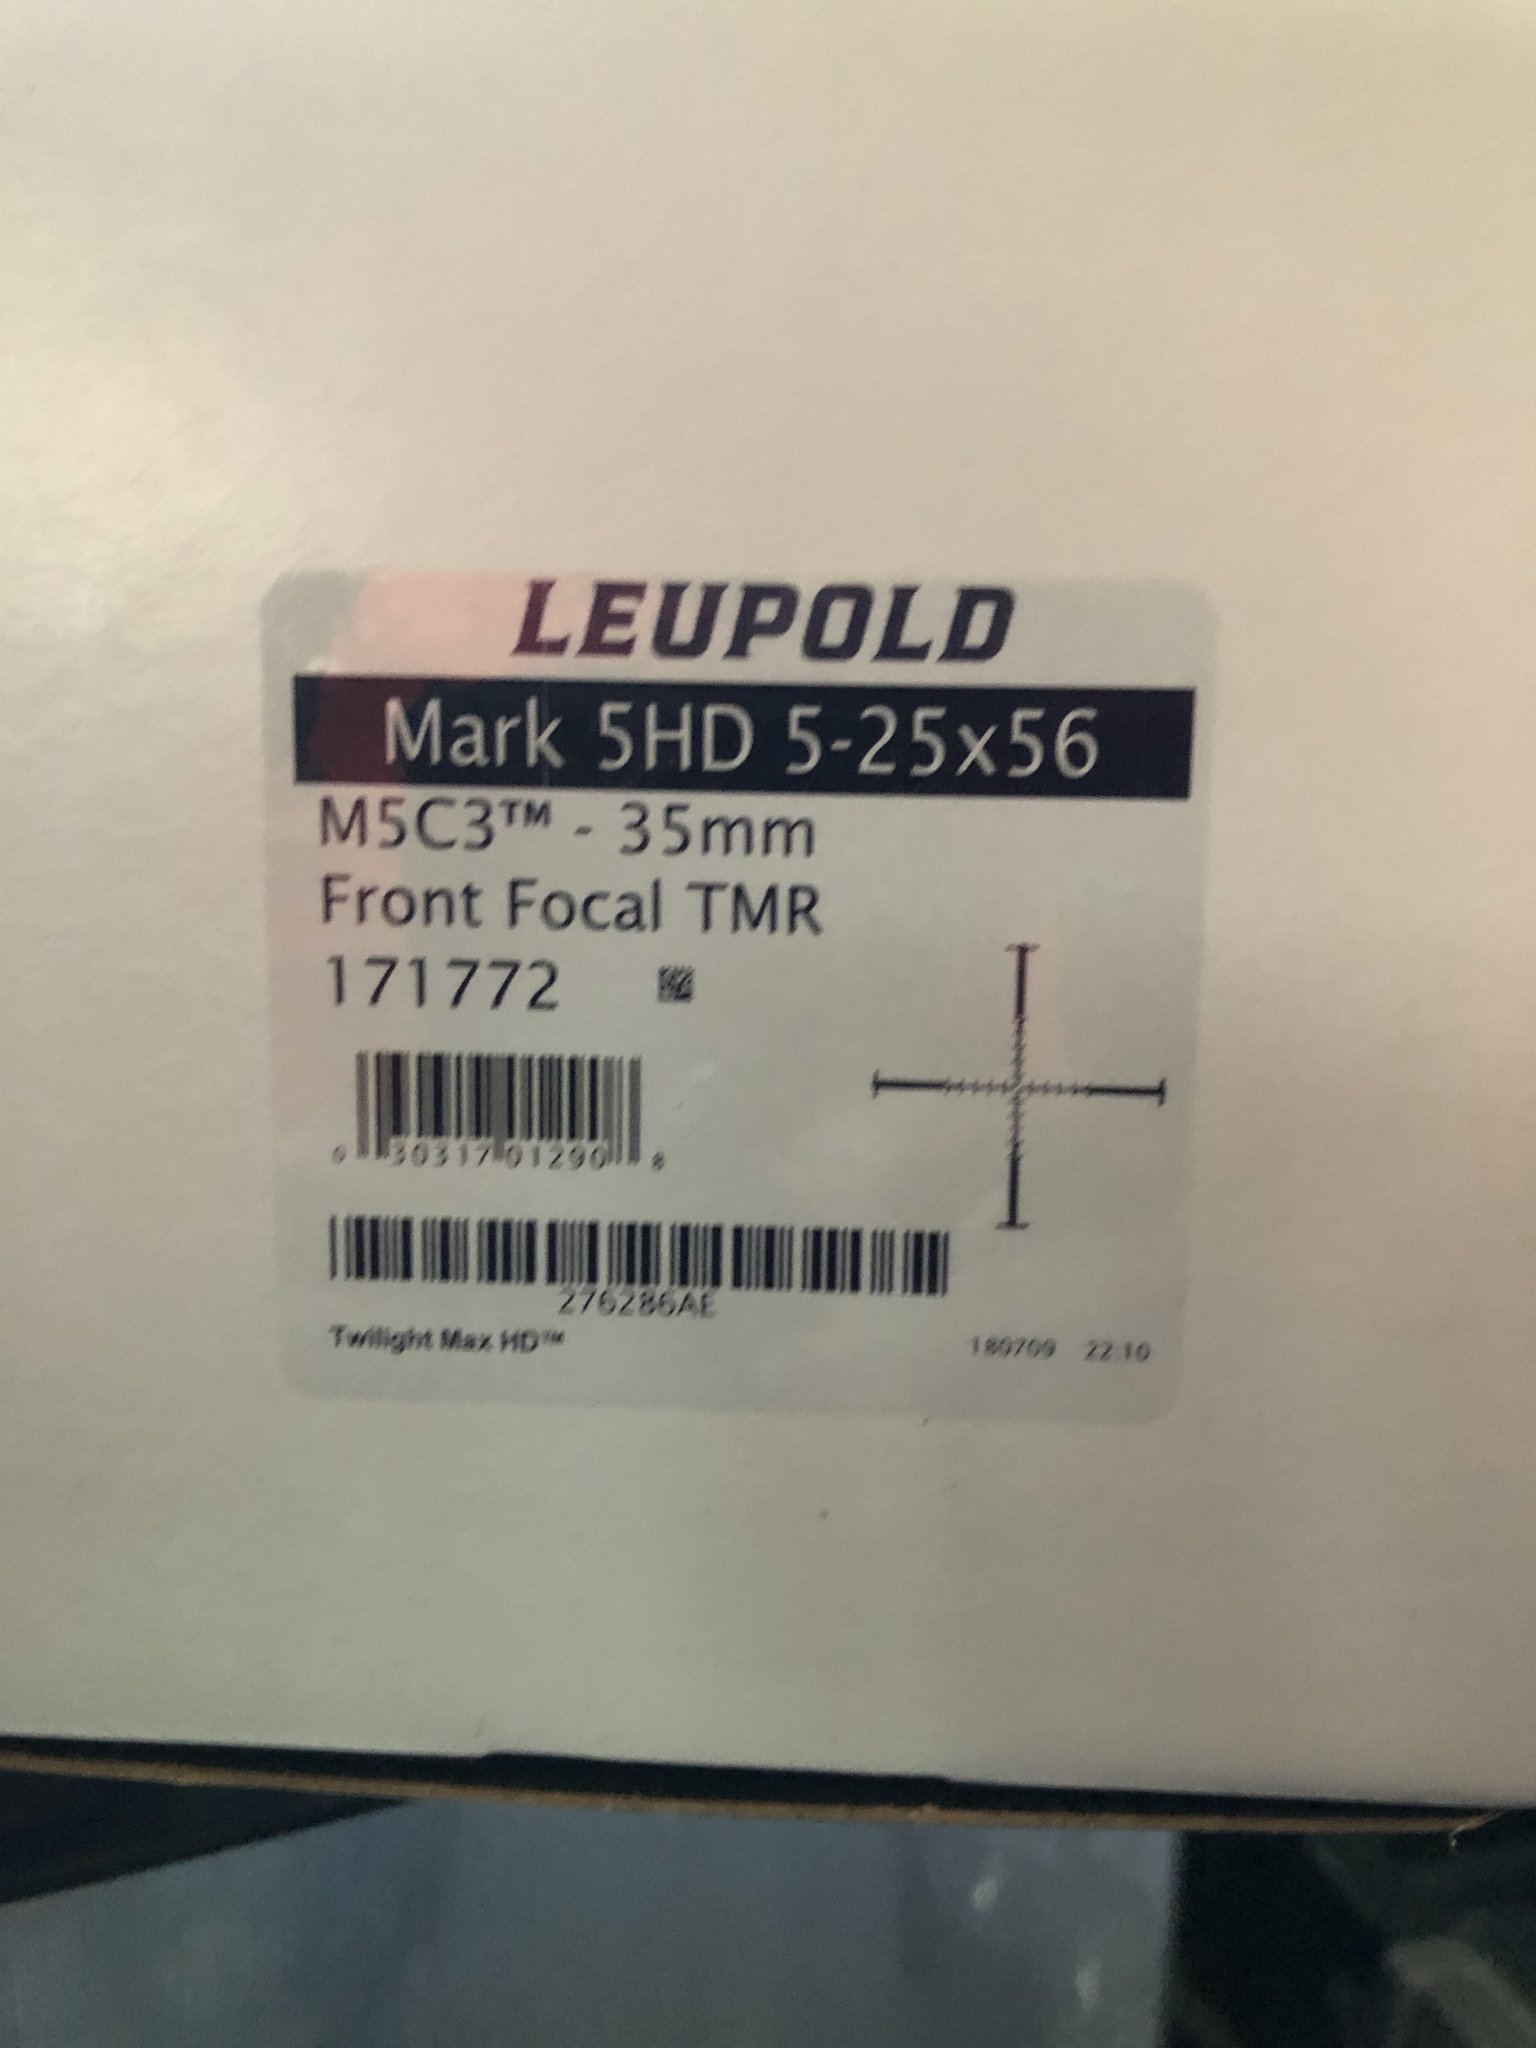 LEUPOLD
Mark 5HD 5-25x56
M5C3™ - 35mm
Front Focal TMR
171772
0 30317 01290 8
276286AE
Twilight Max HD™ 180709 22:10